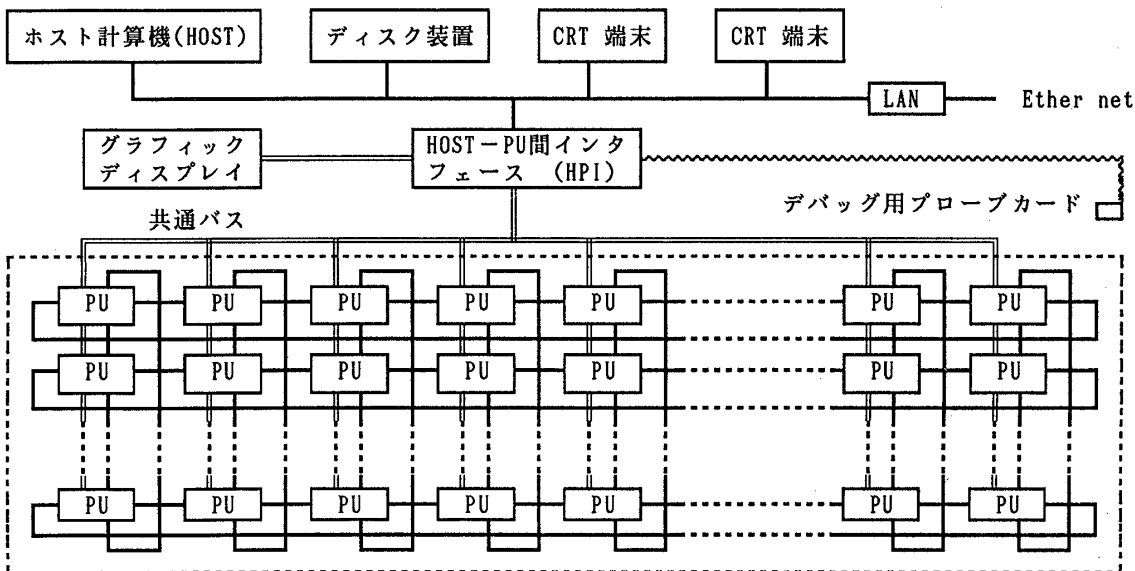 ホスト計算機(HOST)
ディスク装置
CRT 端末
CRT 端末
LAN
Ether net
グラフィック
ディスプレイ
HOST－PU間インタ
フェース (HPI)
デバッグ用プローブカード
共通バス
PU PU PU PU PU PU PU
PU PU PU PU PU PU PU
PU PU PU PU PU PU PU